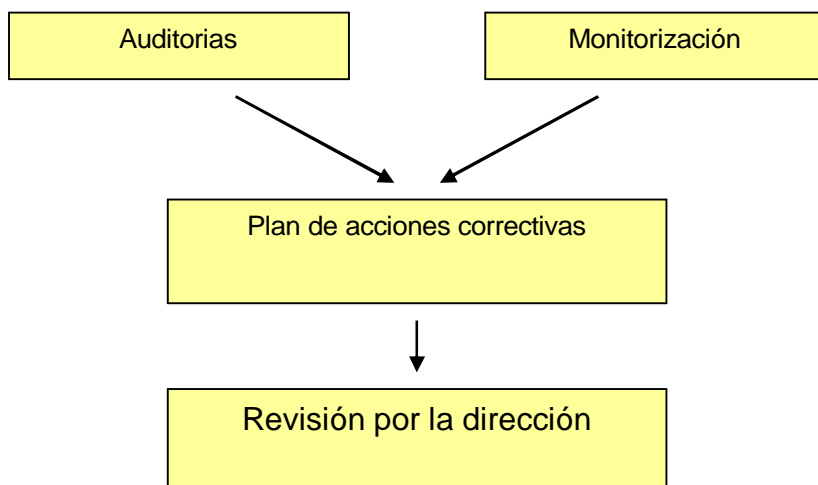 Auditorias
Monitorización
Plan de acciones correctivas
Revisión por la dirección